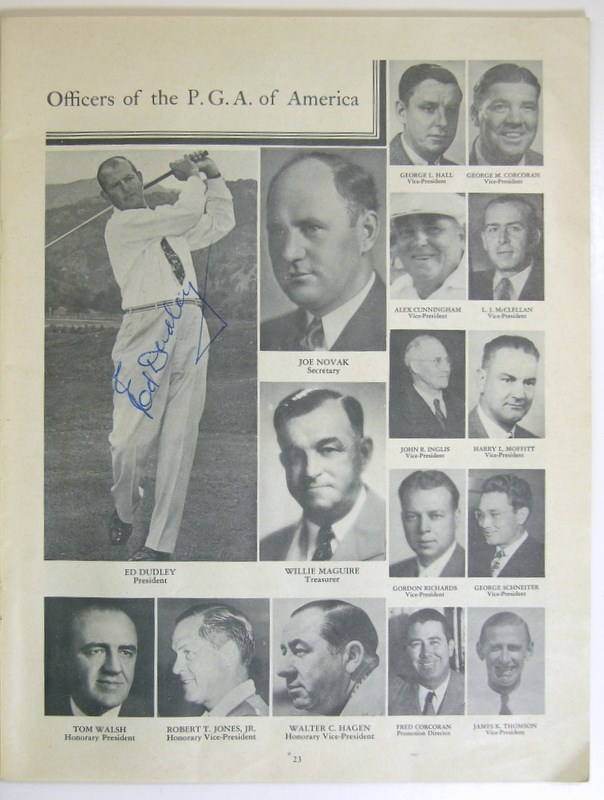 Officers of the P.G.A. of America
GEORGE L. HALL
Vice-President
GEORGE M. CORCORAN
Vice-President
ALEX CUNNINGHAM
Vice-President
L. J. McCLELLAN
Vice-President
Ed Dudley
JOE NOVAK
Secretary
JOHN R. INGLIS
Vice-President
HARRY L. MOFFITT
Vice-President
ED DUDLEY
President
WILLIE MAGUIRE
Treasurer
GORDON RICHARDS
Vice-President
GEORGE SCHNEITER
Vice-President
TOM WALSH
Honorary President
ROBERT T. JONES, JR.
Honorary Vice-President
WALTER C. HAGEN
Honorary Vice-President
FRED CORCORAN
Promotion Director
JAMES K. THOMSON
Vice President
23